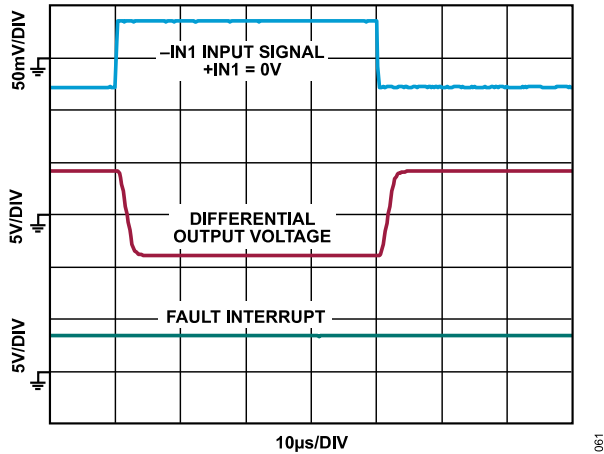 50mV/DIV
–IN1 INPUT SIGNAL
+IN1 = 0V
5V/DIV
DIFFERENTIAL
OUTPUT VOLTAGE
5V/DIV
FAULT INTERRUPT
10µs/DIV
061